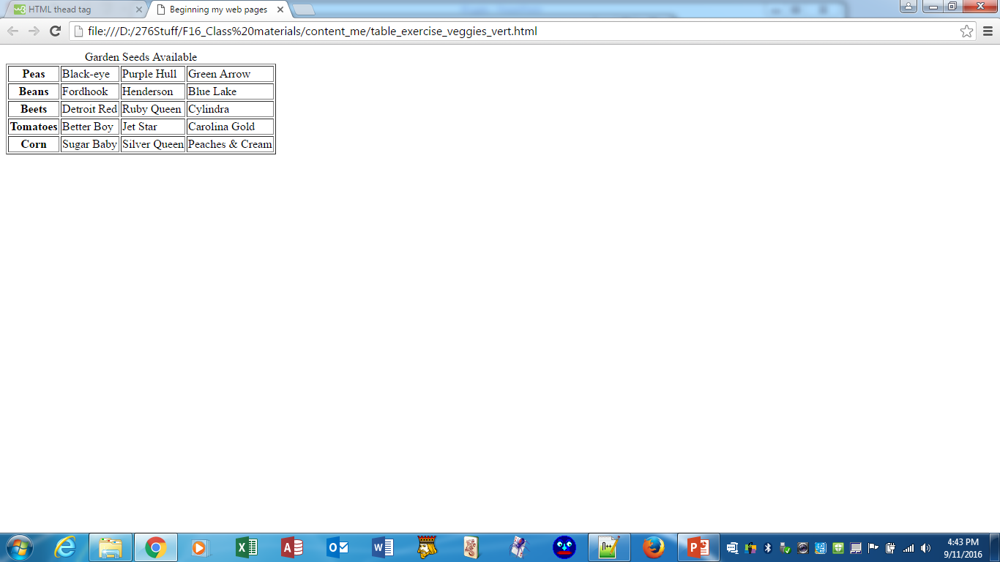 HTML thead tag
Beginning my web pages
file:///D:/276Stuff/F16_Class%20materials/content_me/table_exercise_veggies_vert.html
Garden Seeds Available
Peas Black-eye Purple Hull Green Arrow
Beans Fordhook Henderson Blue Lake
Beets Detroit Red Ruby Queen Cylindra
Tomatoes Better Boy Jet Star Carolina Gold
Corn Sugar Baby Silver Queen Peaches & Cream
4:43 PM
9/11/2016